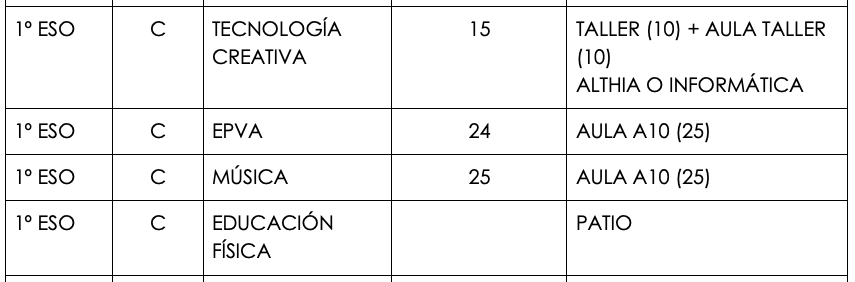 1º ESO C TECNOLOGÍA 15 TALLER (10) + AULA TALLER
CREATIVA (10)
ALTHIA O INFORMÁTICA
1º ESO C EPVA 24 AULA A10 (25)
1º ESO C MÚSICA 25 AULA A10 (25)
1º ESO C EDUCACIÓN PATIO
FÍSICA